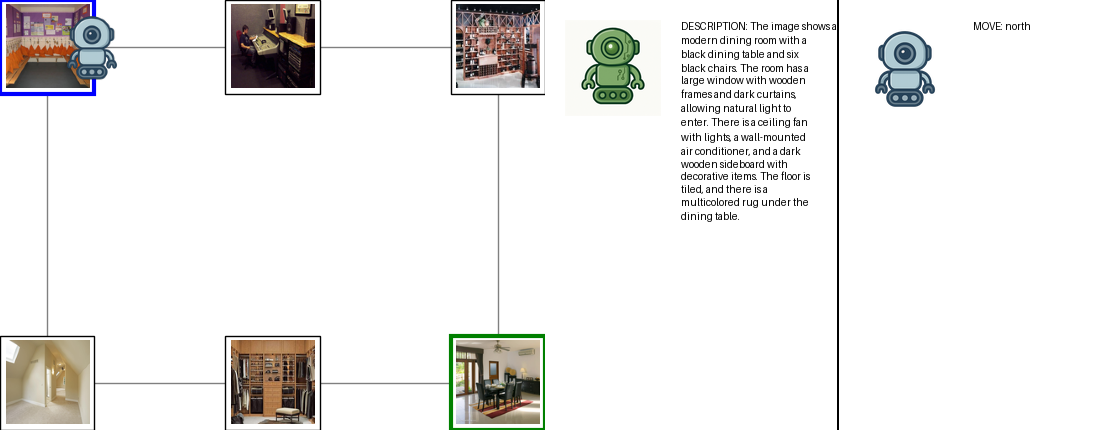 DESCRIPTION: The image shows a
modern dining room with a
black dining table and six
black chairs. The room has a
large window with wooden
frames and dark curtains,
allowing natural light to
enter. There is a ceiling fan
with lights, a wall-mounted
air conditioner, and a dark
wooden sideboard with
decorative items. The floor is
tiled, and there is a
multicolored rug under the
dining table.
MOVE: north